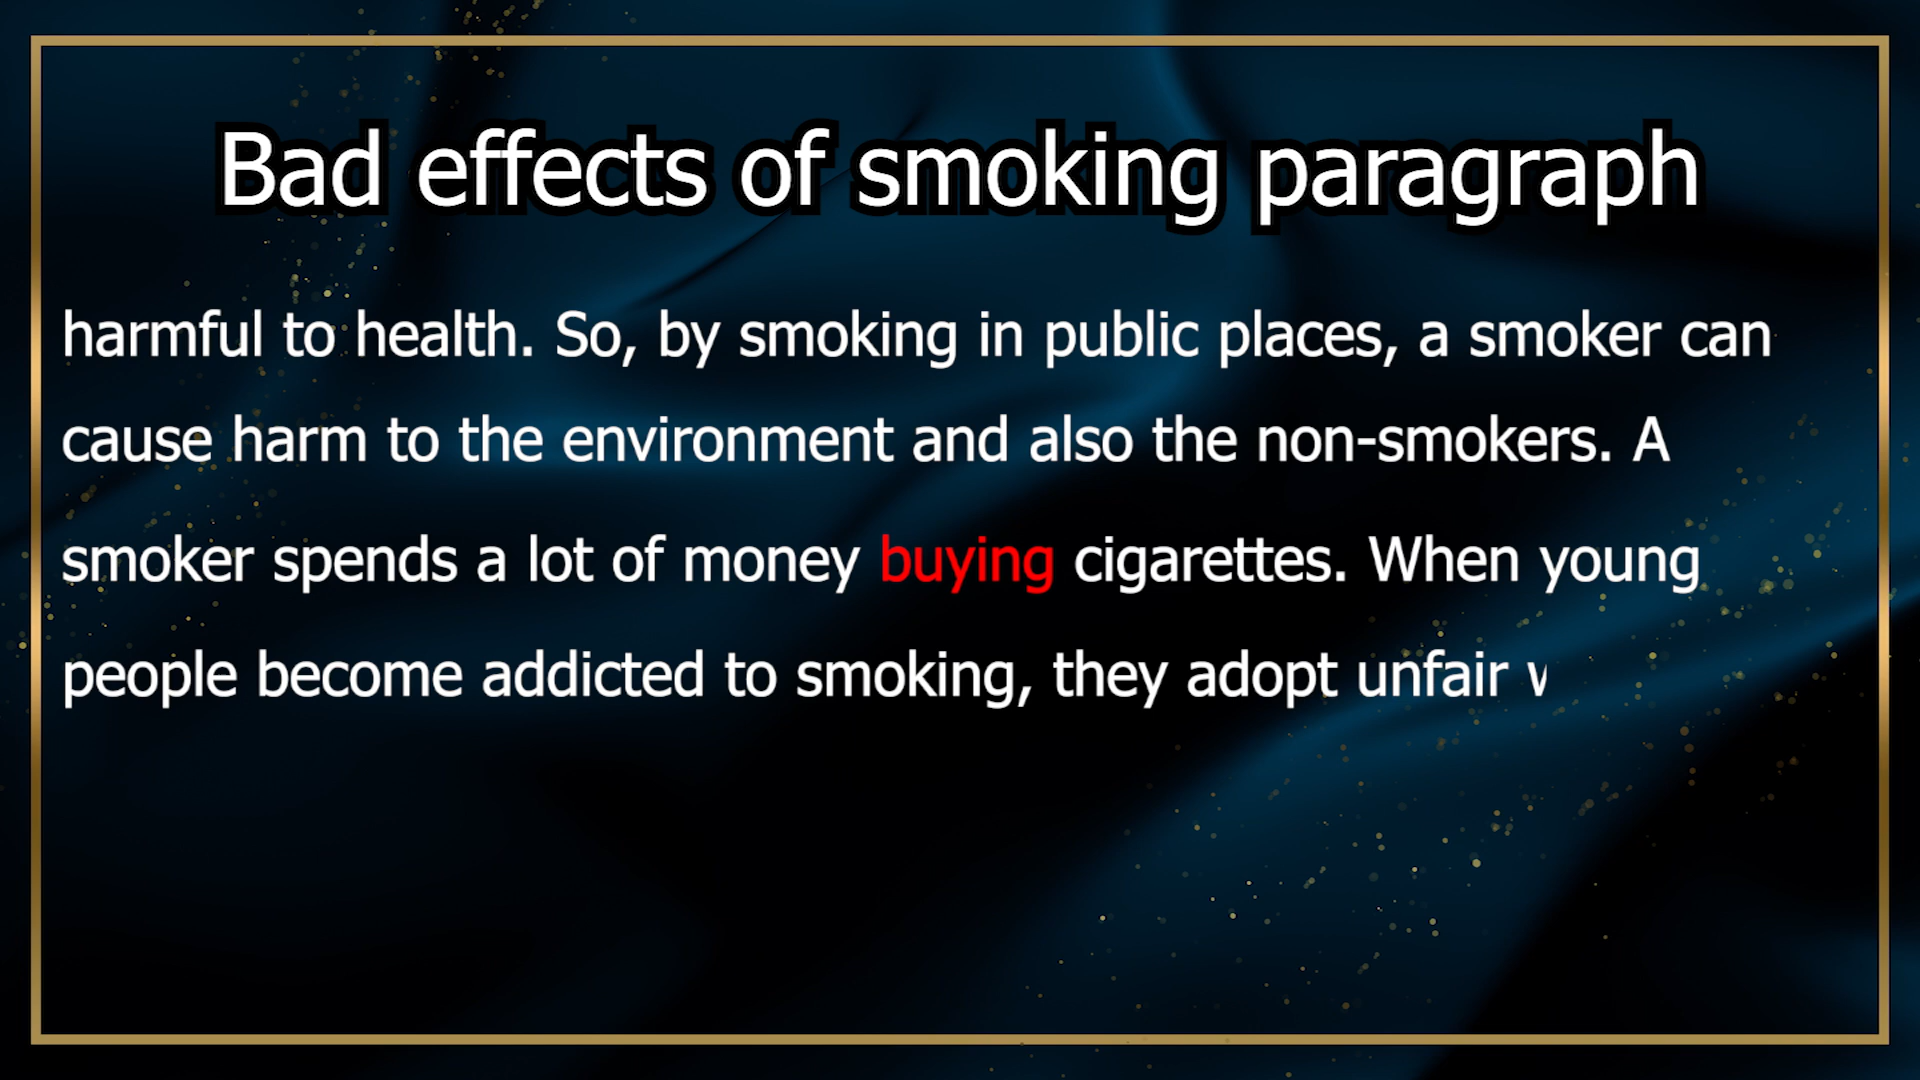 Bad effects of smoking paragraph
harmful to health. So, by smoking in public places, a smoker can
cause harm to the environment and also the non-smokers. A
smoker spends a lot of money buying cigarettes. When young
people become addicted to smoking, they adopt unfair